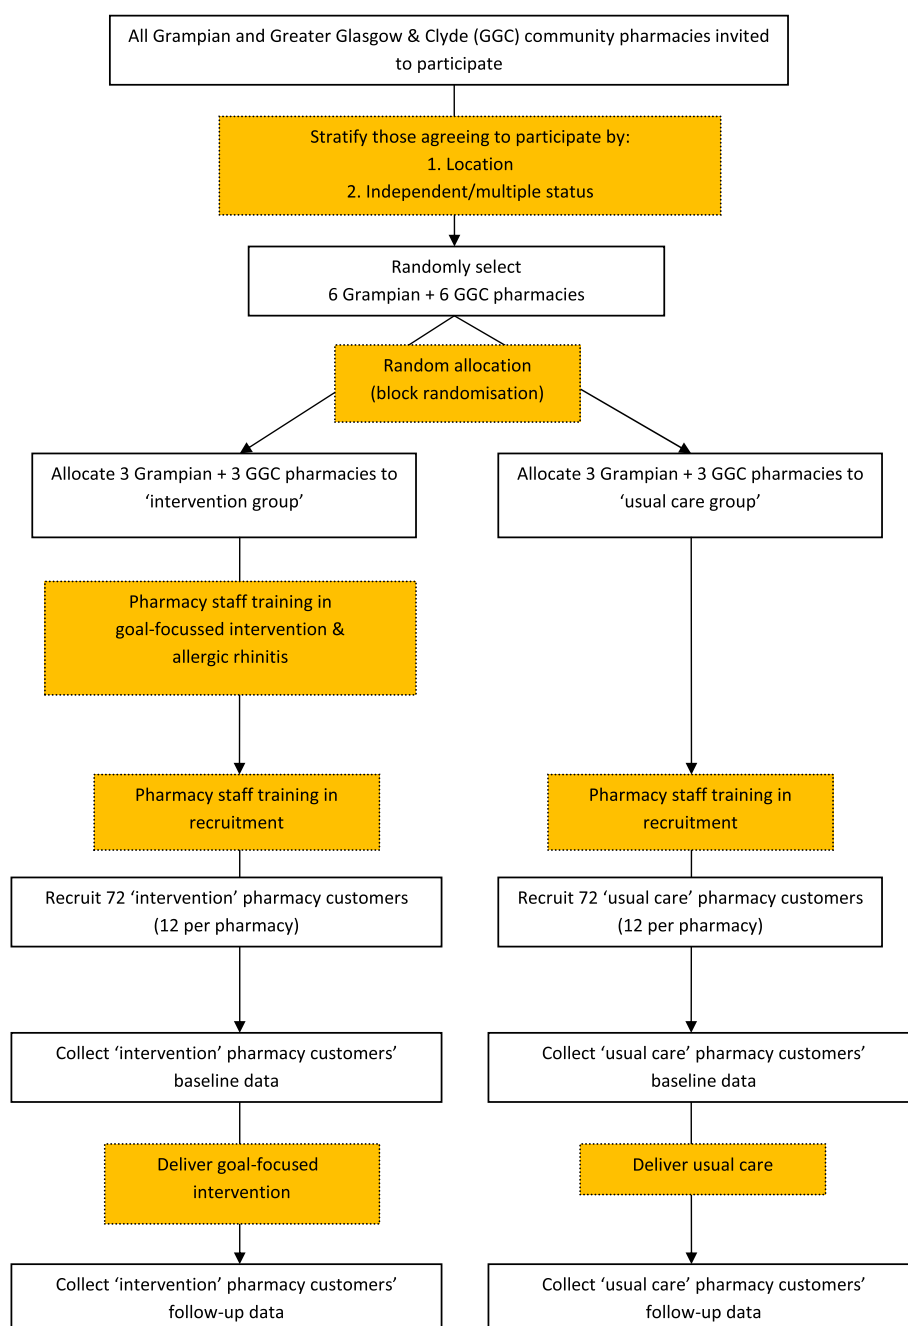 All Grampian and Greater Glasgow & Clyde (GGC) community pharmacies invited
to participate
Stratify those agreeing to participate by:
1. Location
2. Independent/multiple status
Randomly select
6 Grampian + 6 GGC pharmacies
Random allocation
(block randomisation)
Allocate 3 Grampian + 3 GGC pharmacies to
‘intervention group’
Allocate 3 Grampian + 3 GGC pharmacies to
‘usual care group’
Pharmacy staff training in
goal-focussed intervention &
allergic rhinitis
Pharmacy staff training in
recruitment
Pharmacy staff training in
recruitment
Recruit 72 ‘intervention’ pharmacy customers
(12 per pharmacy)
Recruit 72 ‘usual care’ pharmacy customers
(12 per pharmacy)
Collect ‘intervention’ pharmacy customers’
baseline data
Collect ‘usual care’ pharmacy customers’
baseline data
Deliver goal-focused
intervention
Deliver usual care
Collect ‘intervention’ pharmacy customers’
follow-up data
Collect ‘usual care’ pharmacy customers’
follow-up data